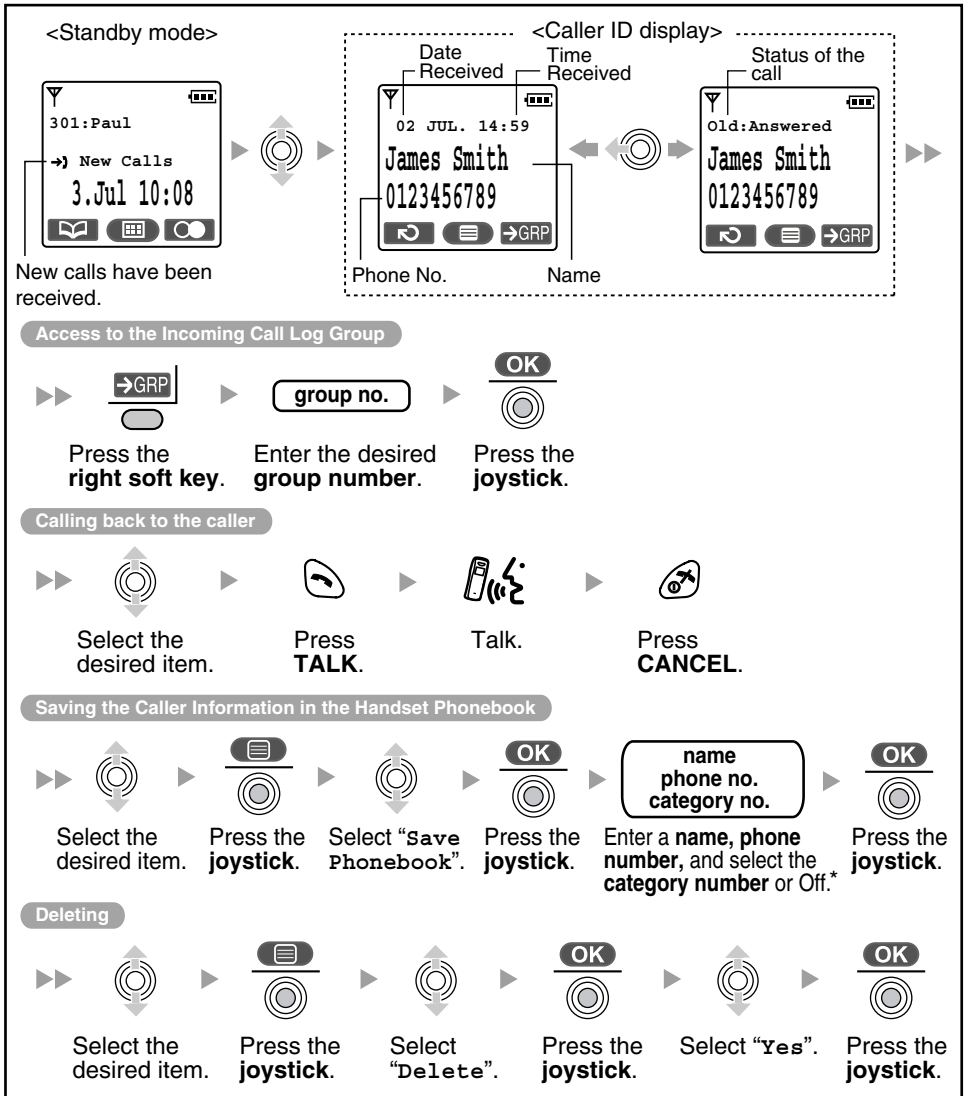 <Standby mode>
<Caller ID display>
Date
Received
Time
Received
Status of the
call
301:Paul
New Calls
3.Jul 10:08
02 JUL. 14:59
James Smith
0123456789
→GRP
Old:Answered
James Smith
0123456789
→GRP
New calls have been
received.
Phone No.
Name
Access to the Incoming Call Log Group
→GRP
group no.
OK
Press the
right soft key.
Enter the desired
group number.
Press the
joystick.
Calling back to the caller
Select the
desired item.
Press
TALK.
Talk.
Press
CANCEL.
Saving the Caller Information in the Handset Phonebook
OK
name
phone no.
category no.
OK
Select the
desired item.
Press the
joystick.
Select “Save
Phonebook”.
Press the
joystick.
Enter a name, phone
number, and select the
category number or Off.*
Press the
joystick.
Deleting
OK
OK
Select the
desired item.
Press the
joystick.
Select
“Delete”.
Press the
joystick.
Select “Yes”.
Press the
joystick.